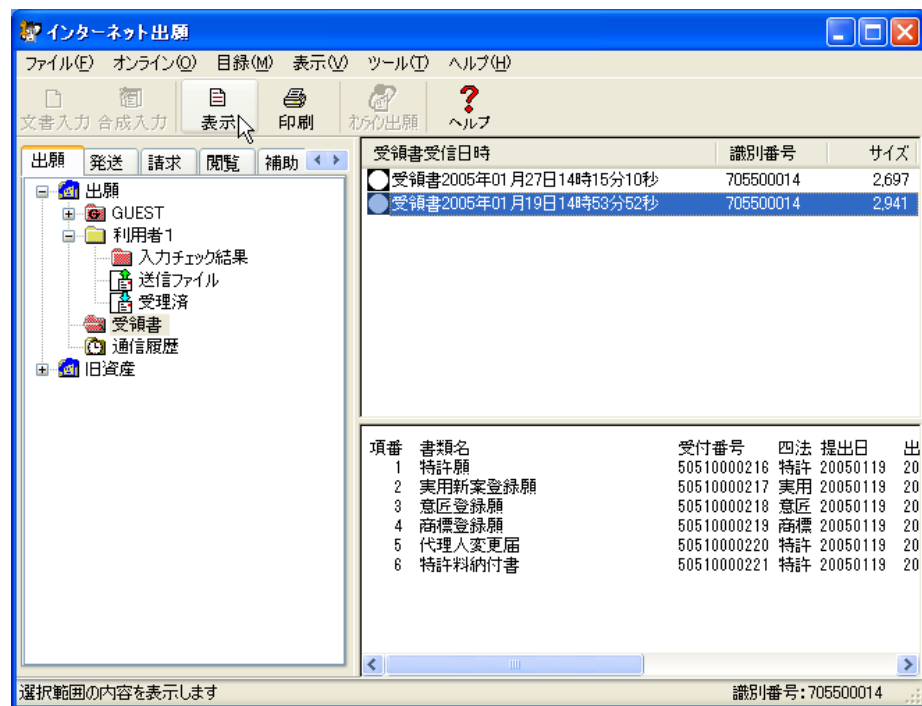 インターネット出願
ファイル(F) オンライン(O) 目録(M) 表示(V) ツール(T) ヘルプ(H)
文書入力 合成入力 表示 印刷 オンライン出願 ヘルプ
出願 発送 請求 閲覧 補助
出願
GUEST
利用者1
入力チェック結果
送信ファイル
受理済
受領書
通信履歴
旧資産
受領書受信日時 識別番号 サイズ
受領書2005年01月27日14時15分10秒 705500014 2,697
受領書2005年01月19日14時53分52秒 705500014 2,941
項番 書類名 受付番号 四法 提出日 出
1 特許願 50510000216 特許 20050119 20
2 実用新案登録願 50510000217 実用 20050119 20
3 意匠登録願 50510000218 意匠 20050119 20
4 商標登録願 50510000219 商標 20050119 20
5 代理人変更届 50510000220 特許 20050119 20
6 特許料納付書 50510000221 特許 20050119 20
選択範囲の内容を表示します 識別番号:705500014